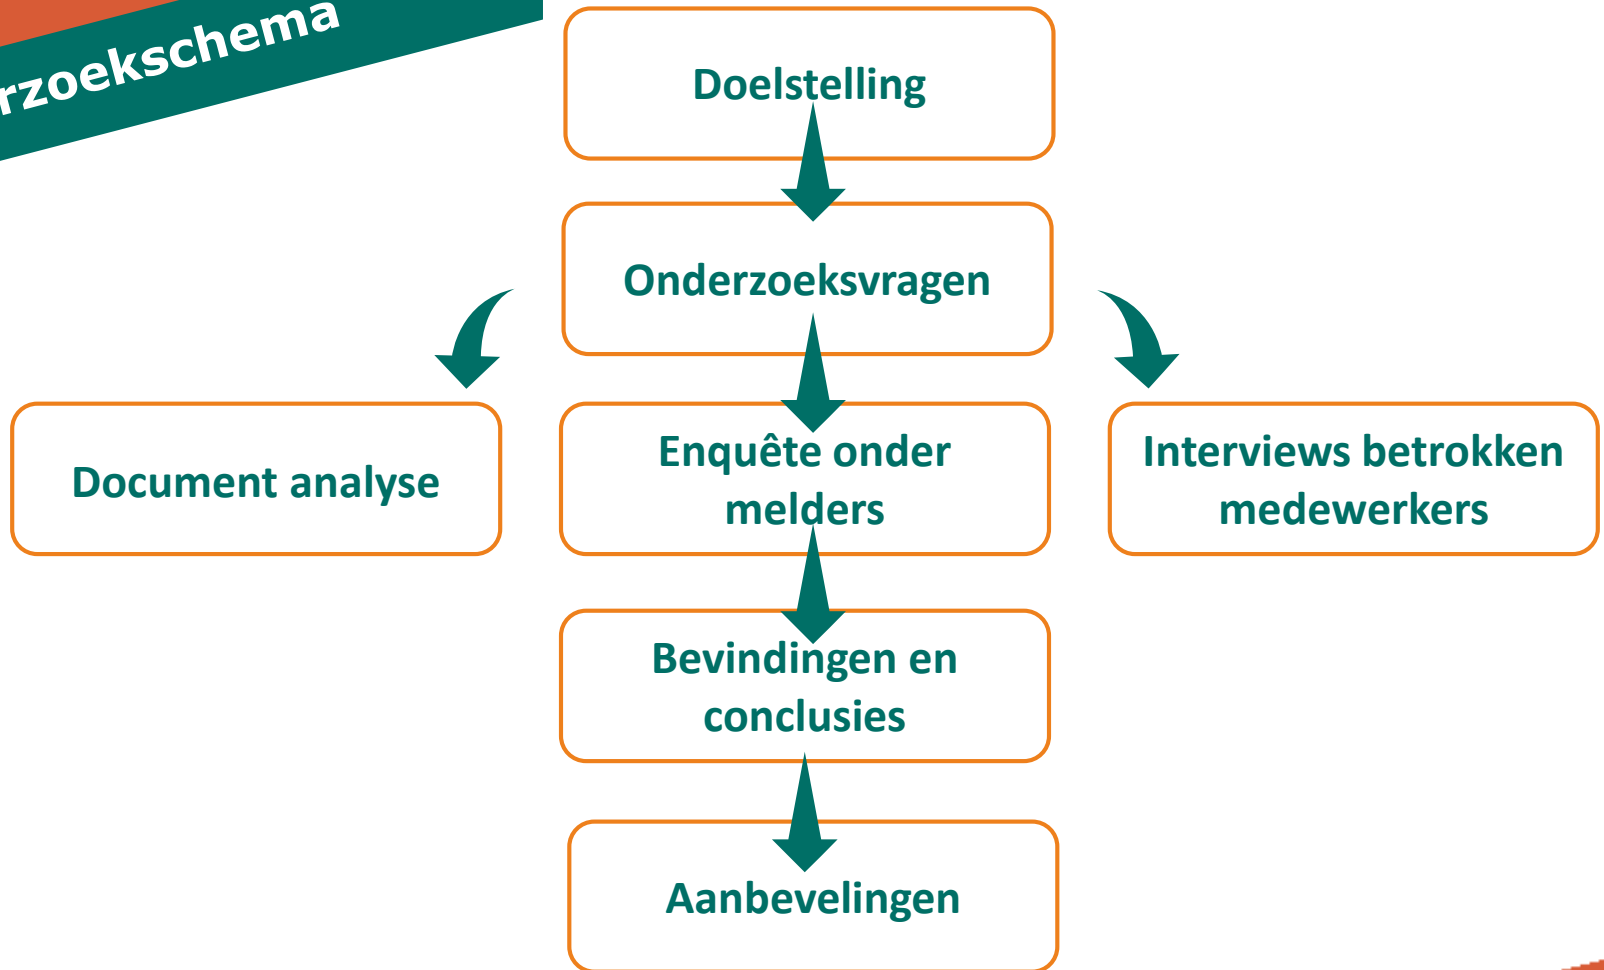 rzoekschema
Doelstelling
Onderzoeksvragen
Document analyse
Enquête onder
melders
Interviews betrokken
medewerkers
Bevindingen en
conclusies
Aanbevelingen